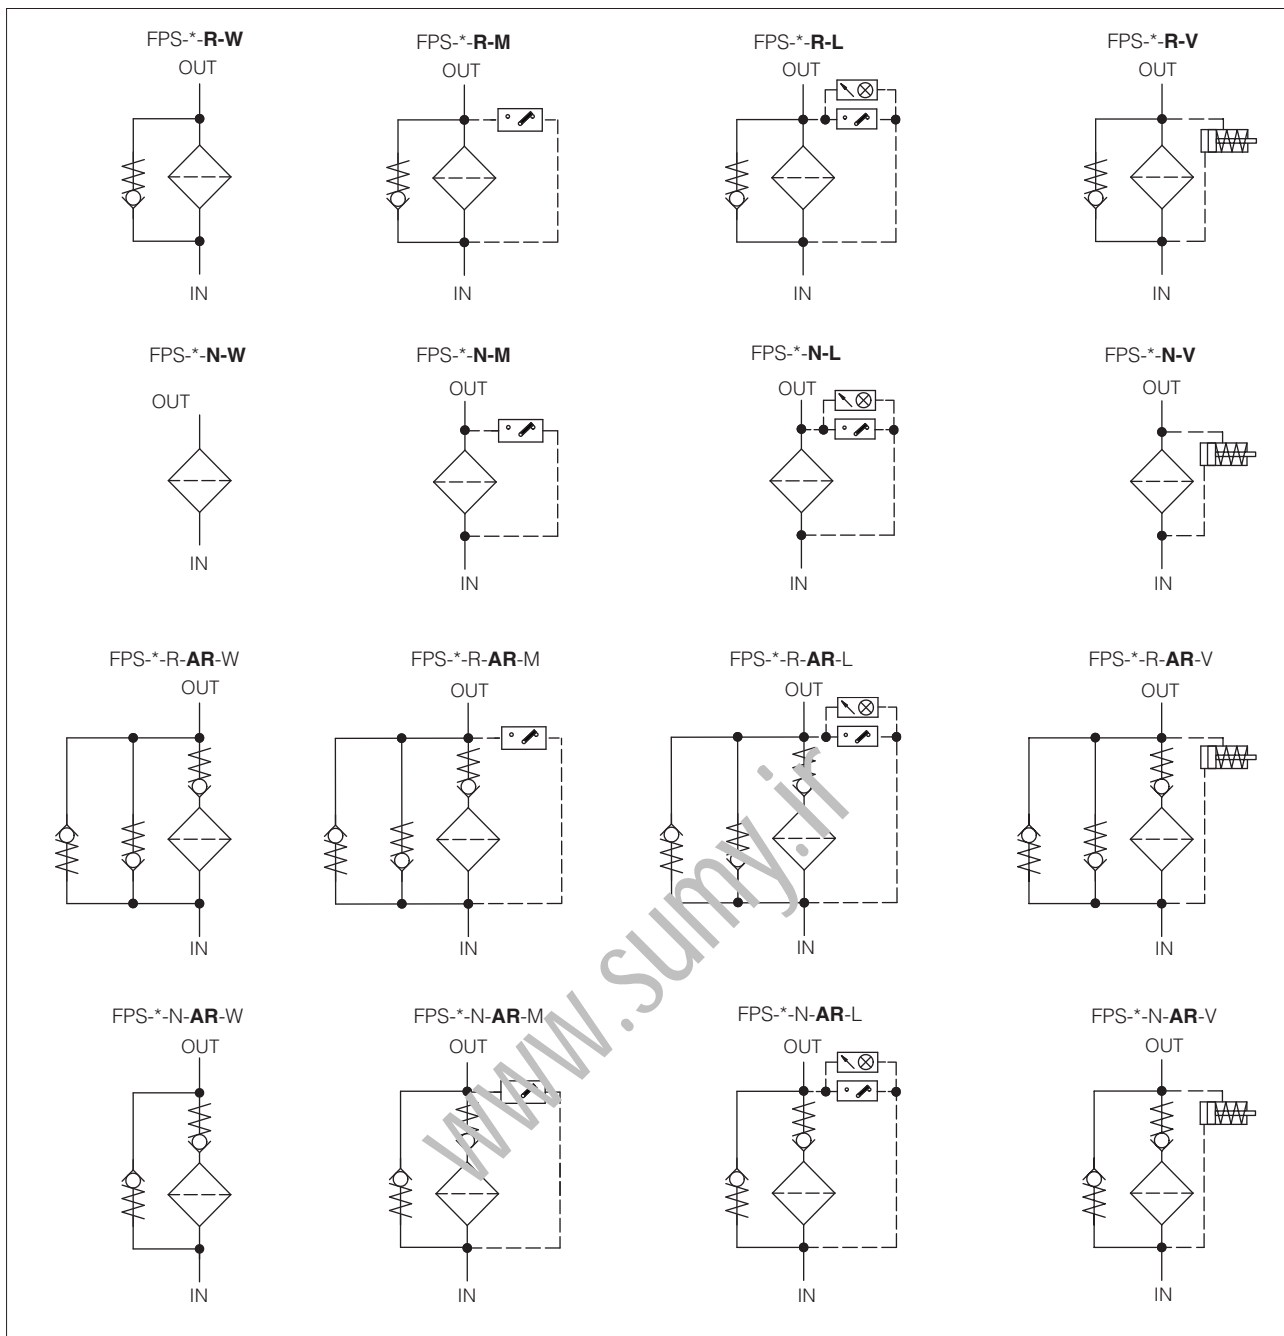 FPS-*-R-W
OUT
IN
FPS-*-R-M
OUT
IN
FPS-*-R-L
OUT
IN
FPS-*-R-V
OUT
IN
FPS-*-N-W
OUT
IN
FPS-*-N-M
OUT
IN
FPS-*-N-L
OUT
IN
FPS-*-N-V
OUT
IN
FPS-*-R-AR-W
OUT
IN
FPS-*-R-AR-M
OUT
IN
FPS-*-R-AR-L
OUT
IN
FPS-*-R-AR-V
OUT
IN
FPS-*-N-AR-W
OUT
IN
FPS-*-N-AR-M
OUT
IN
FPS-*-N-AR-L
OUT
IN
FPS-*-N-AR-V
OUT
IN
www.sumy.ir